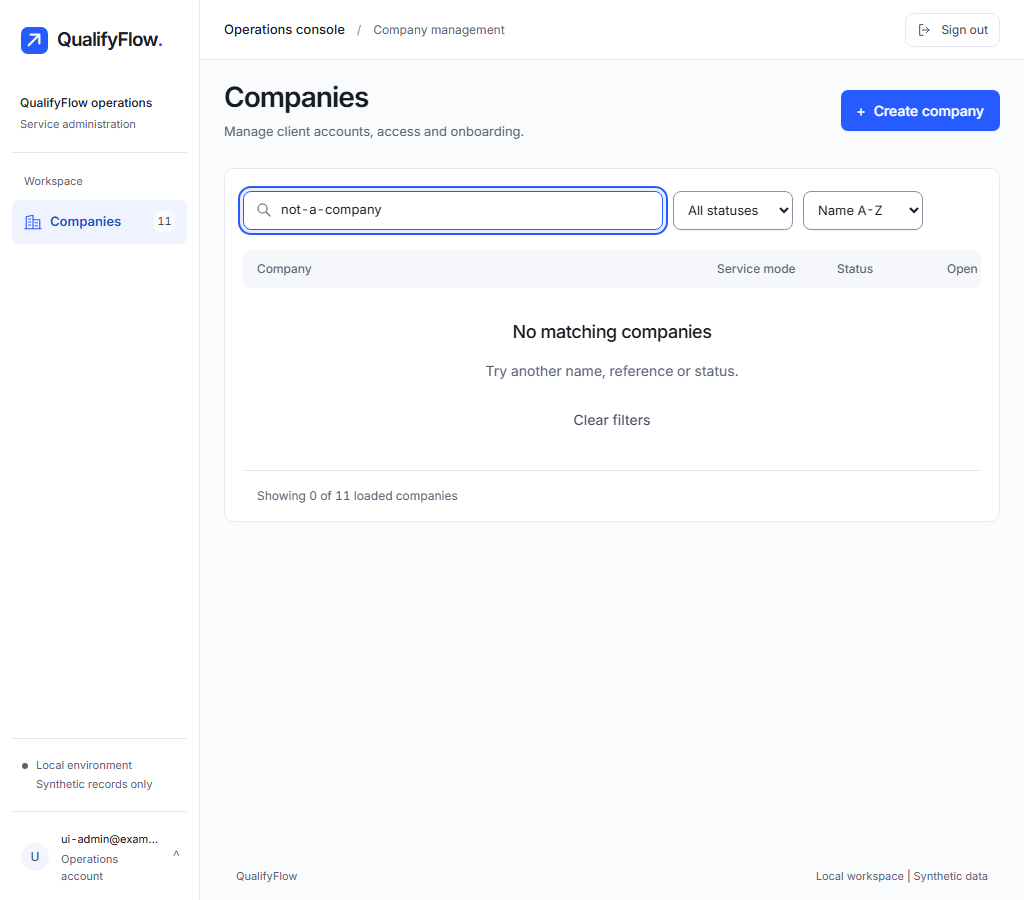 QualifyFlow.
Operations console / Company management
Sign out
QualifyFlow operations
Service administration
Workspace
Companies 11
Companies
Manage client accounts, access and onboarding.
+ Create company
not-a-company
All statuses
Name A-Z
Company Service mode Status Open
No matching companies
Try another name, reference or status.
Clear filters
Showing 0 of 11 loaded companies
Local environment
Synthetic records only
U
ui-admin@exam...
Operations
account
^
QualifyFlow
Local workspace | Synthetic data